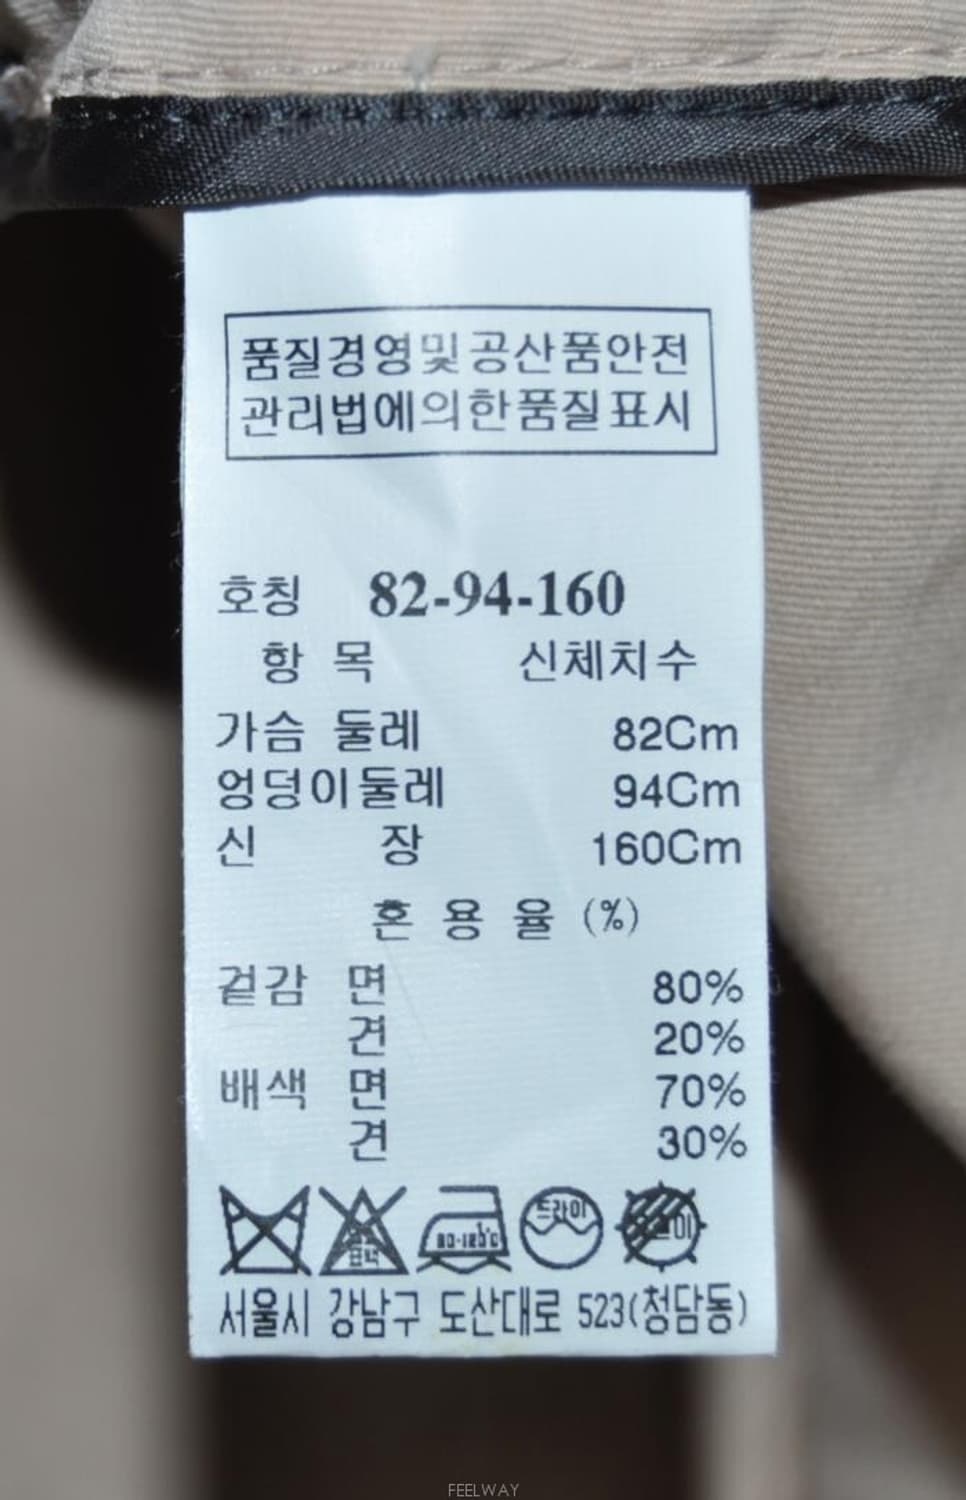 품질경영및공산품안전
관리법에의한품질표시
호칭 82-94-160
항 목 신체치수
가슴 둘레 82Cm
엉덩이둘레 94Cm
신 장 160Cm
혼 용 율 (%)
겉감 면 80%
견 20%
배색 면 70%
견 30%
표백 드라이
서울시 강남구 도산대로 523(청담동)
FEELWAY